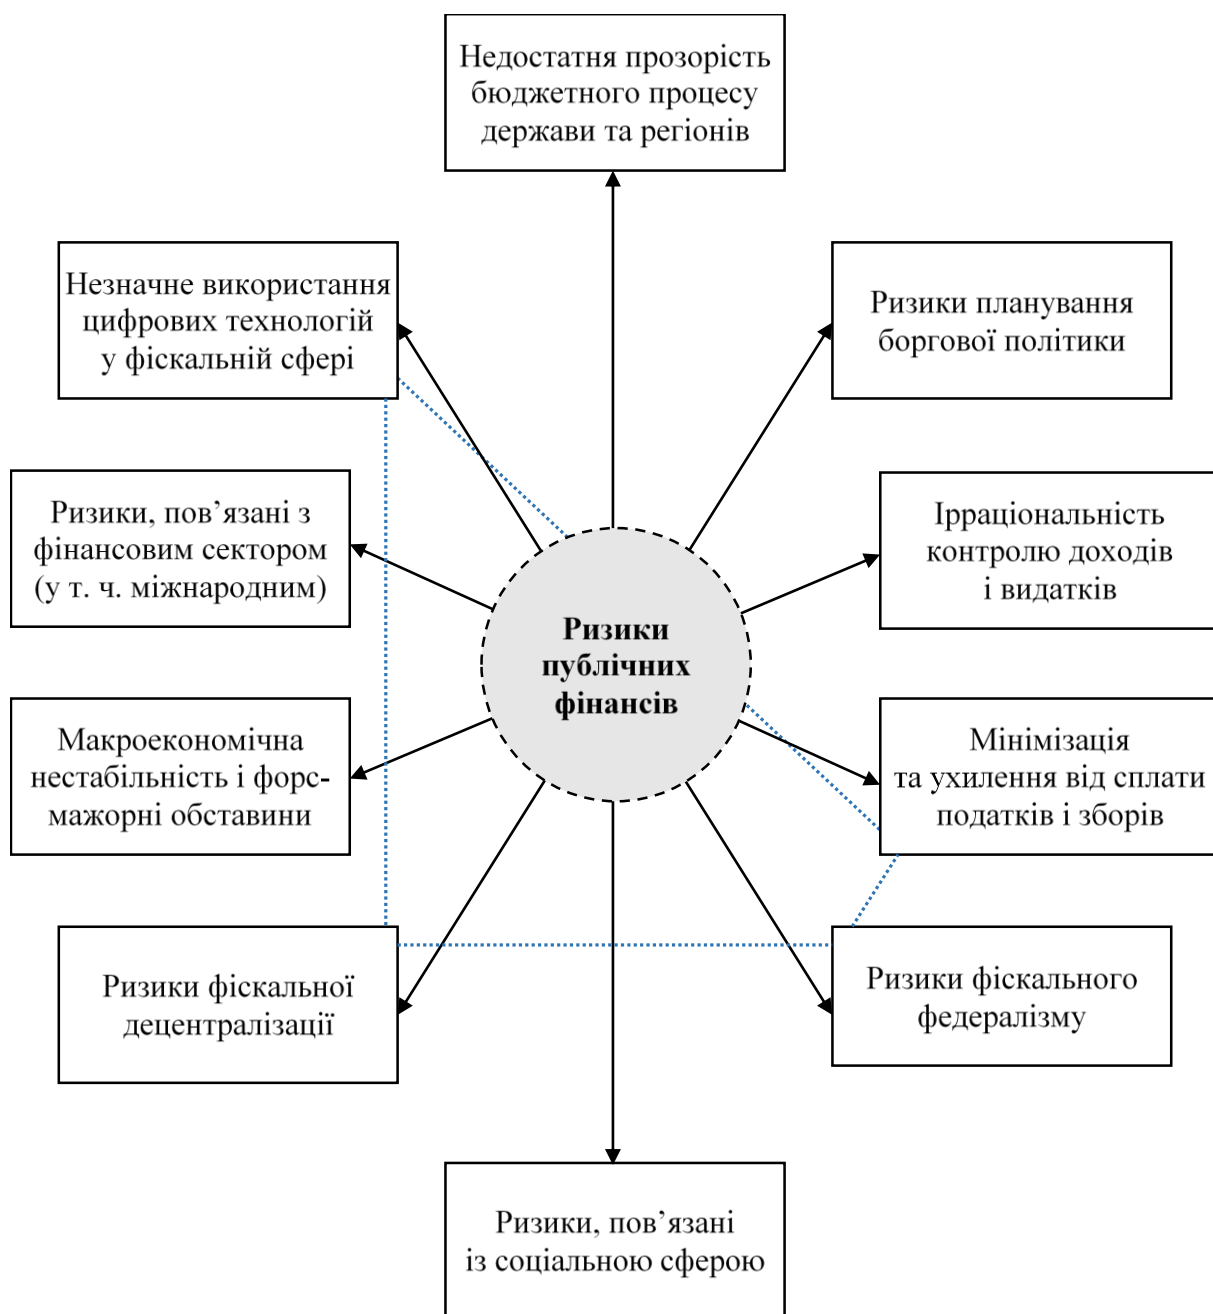 Недостатня прозорість
бюджетного процесу
держави та регіонів
Незначне використання
цифрових технологій
у фіскальній сфері
Ризики планування
боргової політики
Ризики, пов’язані з
фінансовим сектором
(у т. ч. міжнародним)
Ірраціональність
контролю доходів
і видатків
Ризики
публічних
фінансів
Макроекономічна
нестабільність і форс-
мажорні обставини
Мінімізація
та ухилення від сплати
податків і зборів
Ризики фіскальної
децентралізації
Ризики фіскального
федералізму
Ризики, пов’язані
із соціальною сферою